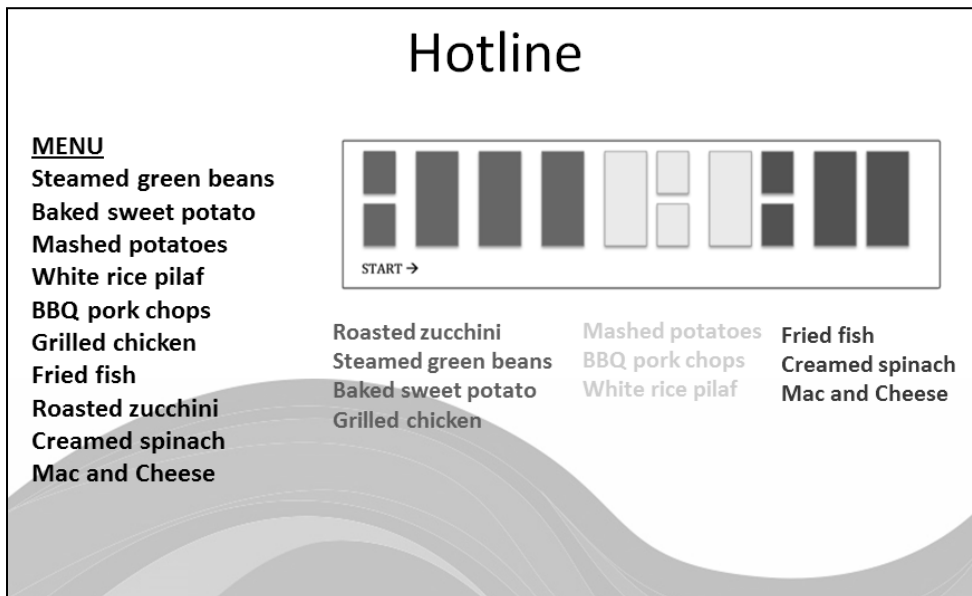 Hotline
MENU
Steamed green beans
Baked sweet potato
Mashed potatoes
White rice pilaf
BBQ pork chops
Grilled chicken
Fried fish
Roasted zucchini
Creamed spinach
Mac and Cheese
START →
Roasted zucchini
Steamed green beans
Baked sweet potato
Grilled chicken
Mashed potatoes
BBQ pork chops
White rice pilaf
Fried fish
Creamed spinach
Mac and Cheese